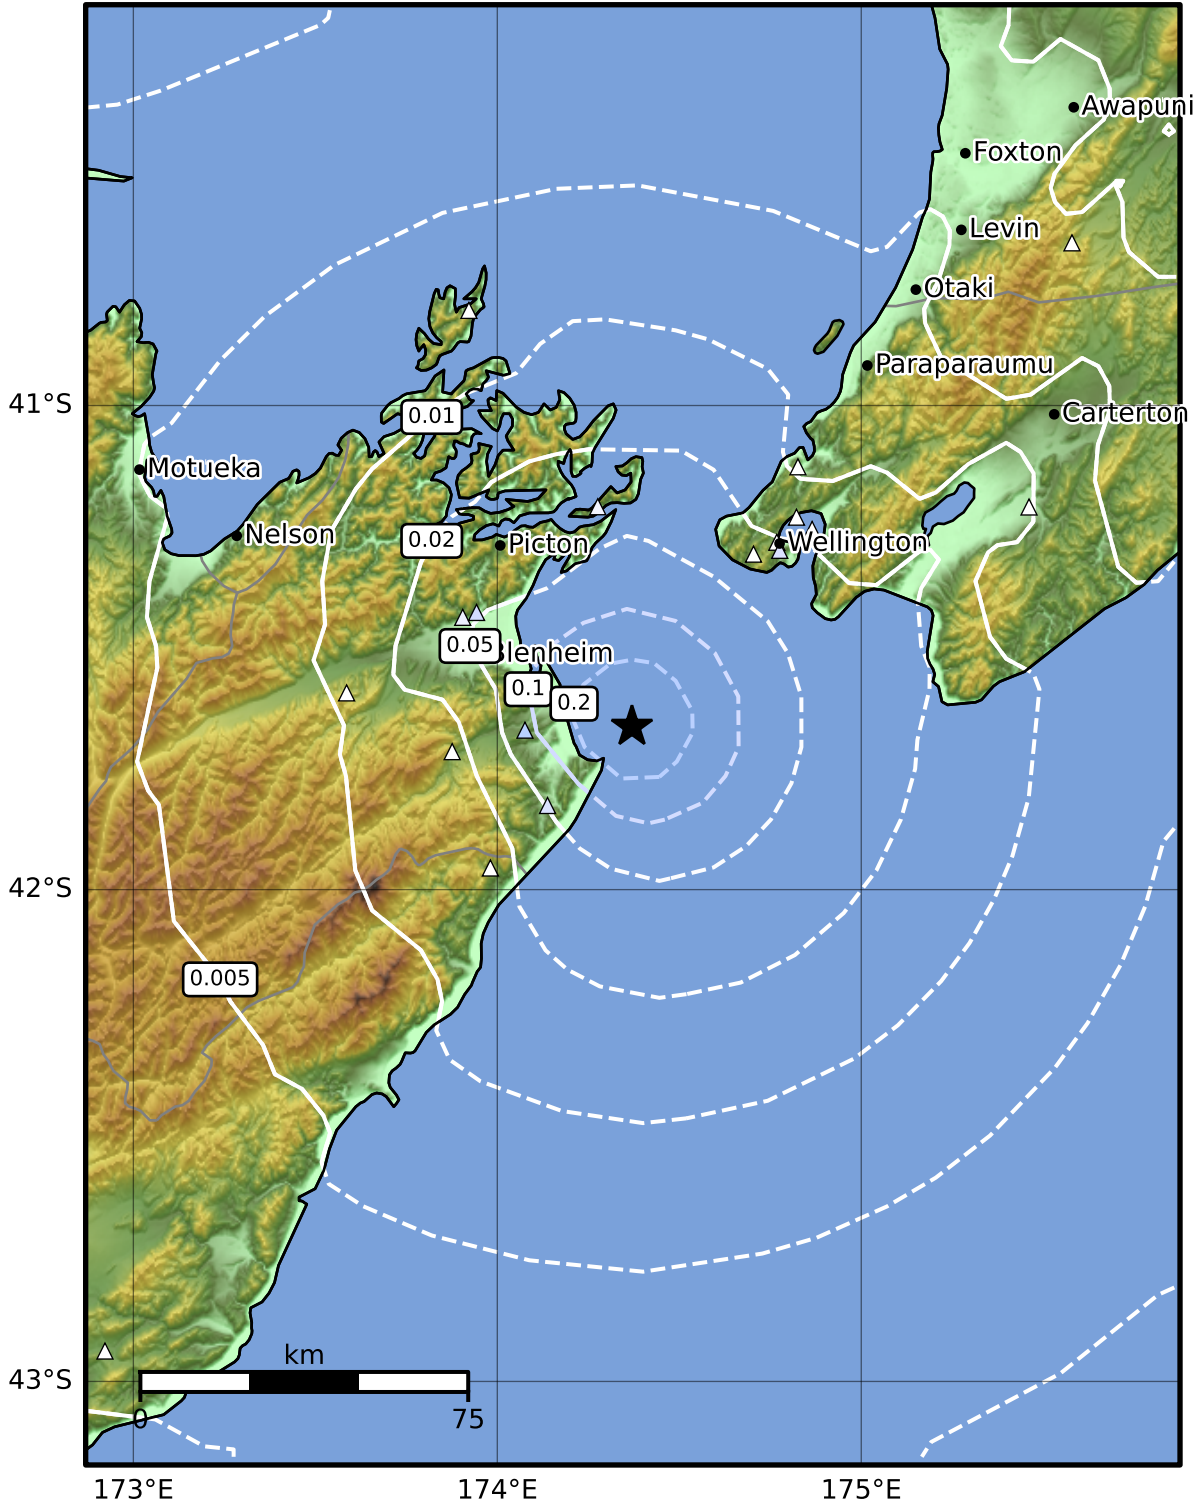 Awapuni
Foxton
Levin
Otaki
Paraparaumu
41°S
0.01
Carterton
Motueka
Nelson
0.02
Picton
Wellington
0.05
lenheim
0.1
0.2
42°S
0.005
km
43°S
0
75
173°E
174°E
175°E